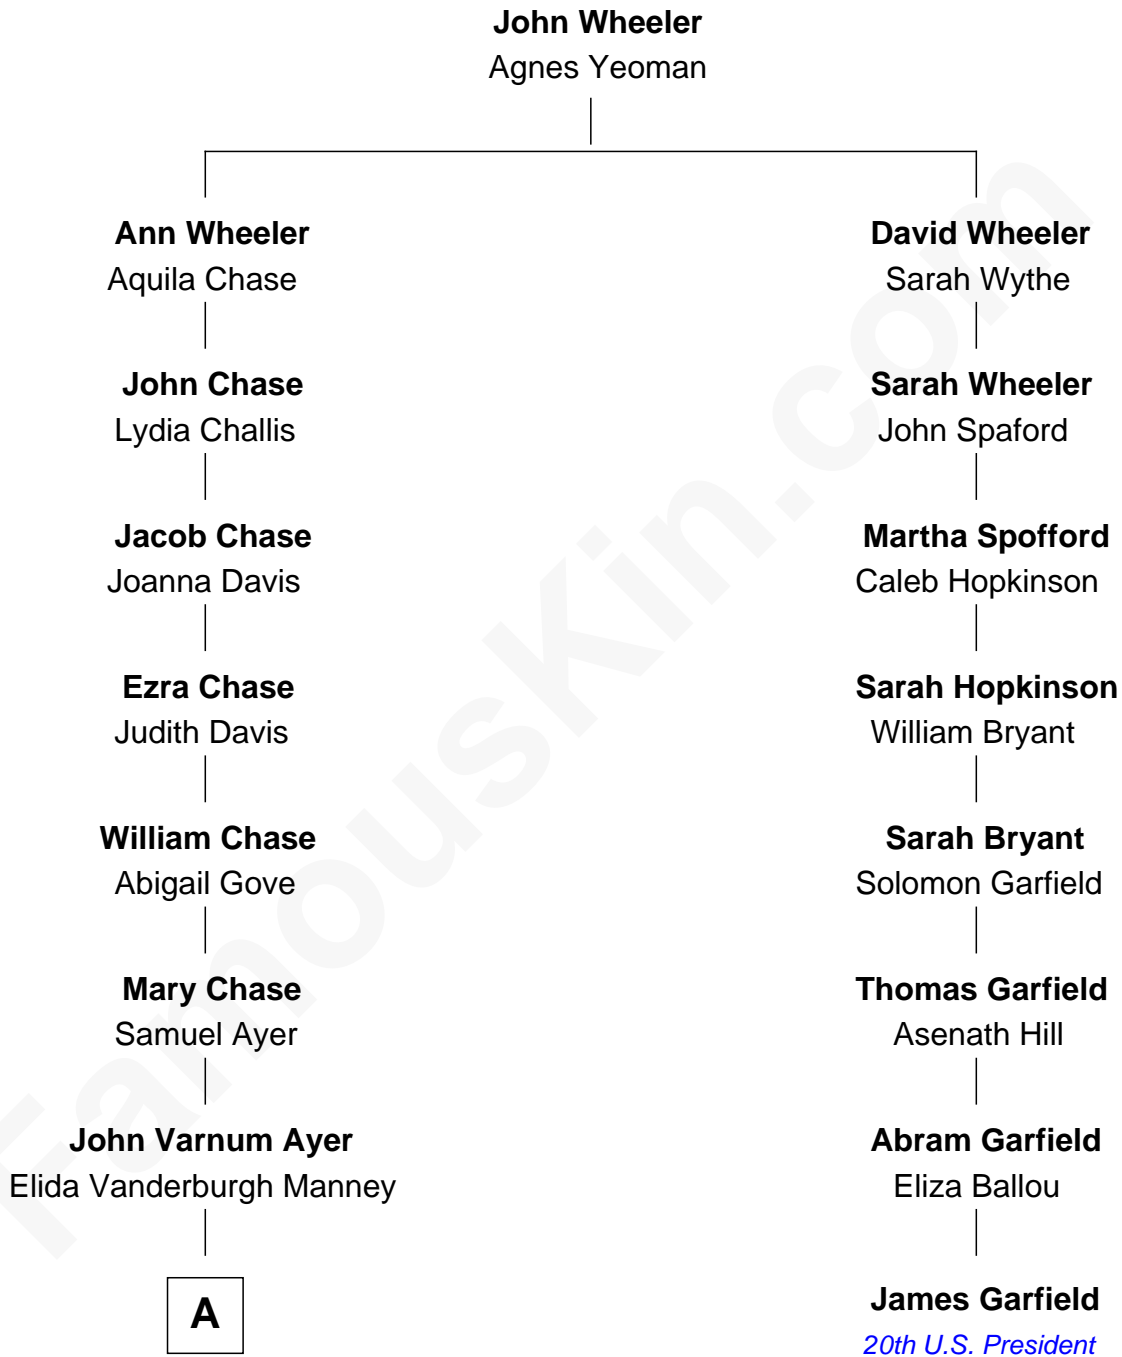 John Wheeler
Agnes Yeoman
Ann Wheeler
Aquila Chase
David Wheeler
Sarah Wythe
John Chase
Lydia Challis
Sarah Wheeler
John Spaford
Jacob Chase
Joanna Davis
Martha Spofford
Caleb Hopkinson
Ezra Chase
Judith Davis
Sarah Hopkinson
William Bryant
William Chase
Abigail Gove
Sarah Bryant
Solomon Garfield
Mary Chase
Samuel Ayer
Thomas Garfield
Asenath Hill
John Varnum Ayer
Elida Vanderburgh Manney
Abram Garfield
Eliza Ballou
A
James Garfield
20th U.S. President
FamousKin.com